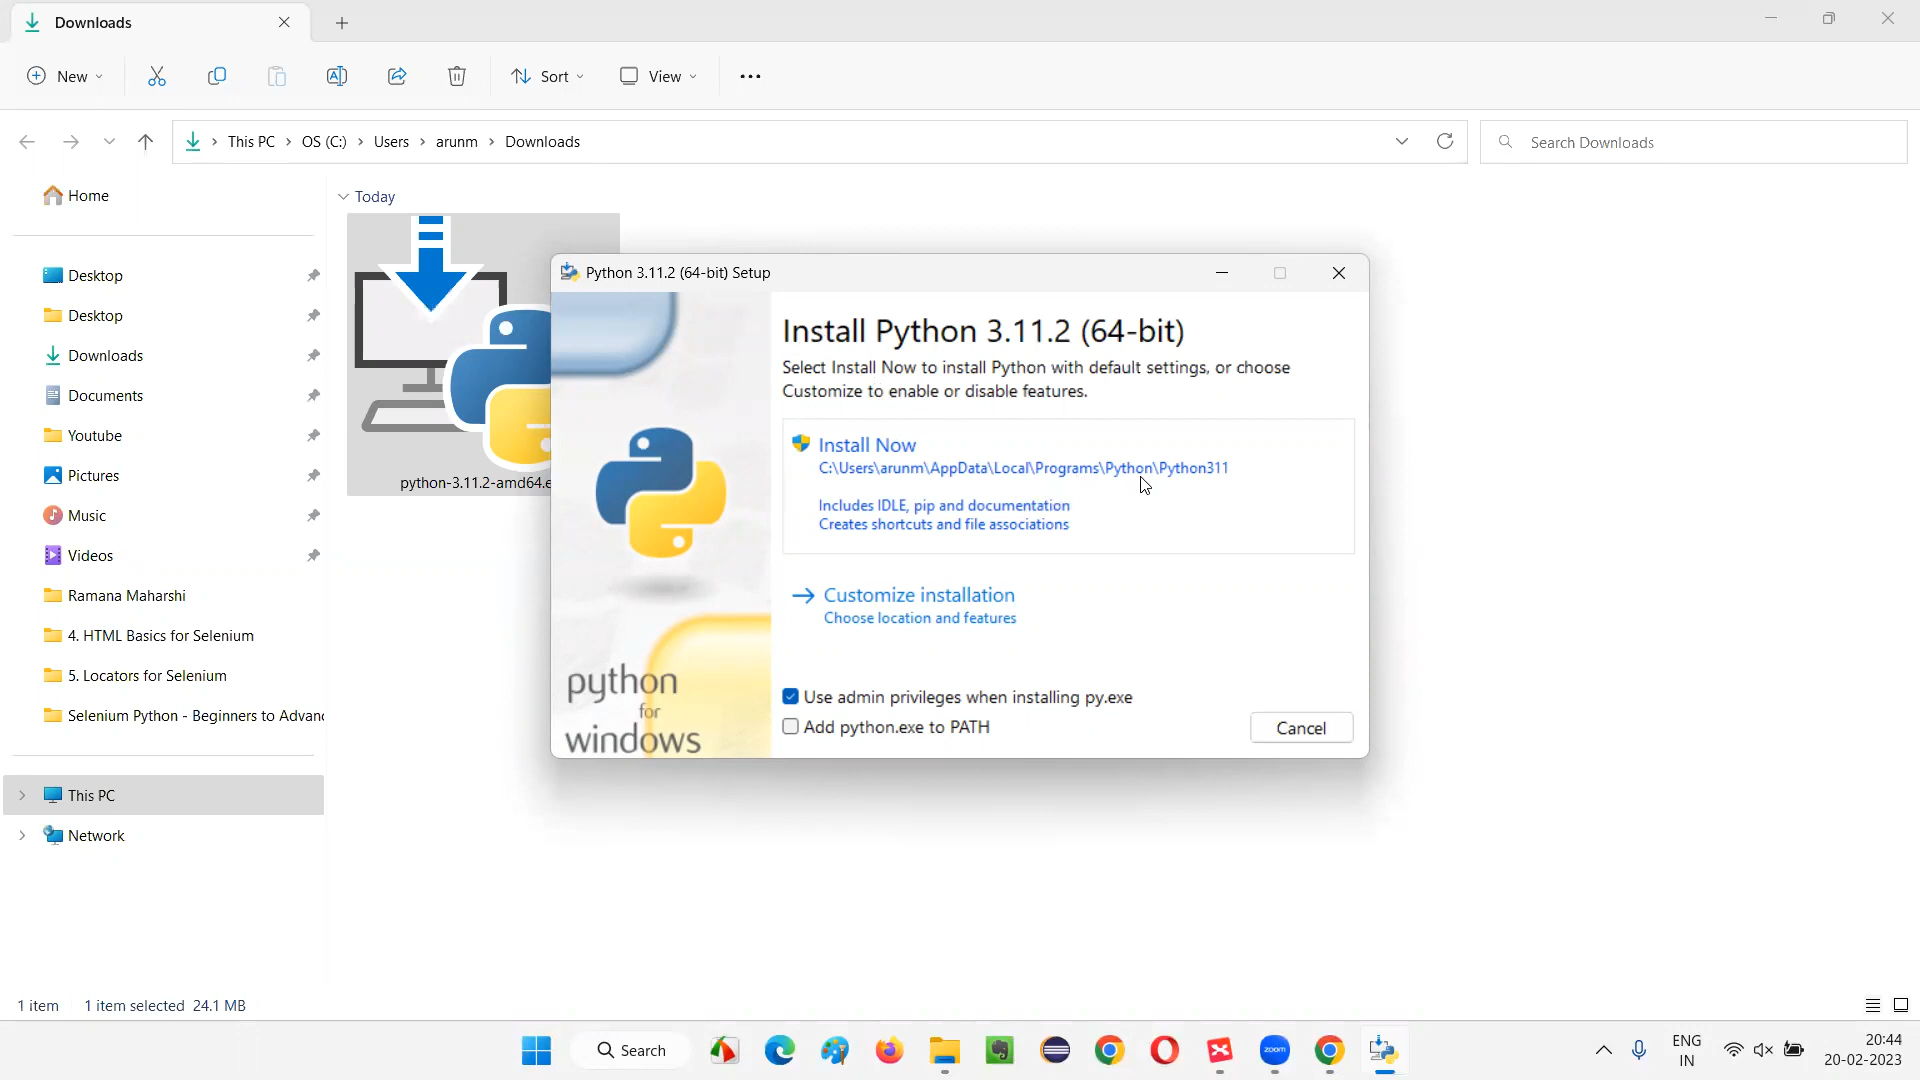 Downloads
New
Sort
View
This PC
OS (C:)
Users
arunm
Downloads
Search Downloads
Home
Desktop
Desktop
Downloads
Documents
Youtube
Pictures
Music
Videos
Ramana Maharshi
4. HTML Basics for Selenium
5. Locators for Selenium
Selenium Python - Beginners to Advanc
This PC
Network
Today
python-3.11.2-amd64.e
Python 3.11.2 (64-bit) Setup
Install Python 3.11.2 (64-bit)
Select Install Now to install Python with default settings, or choose
Customize to enable or disable features.
Install Now
C:\Users\arunm\AppData\Local\Programs\Python\Python311
Includes IDLE, pip and documentation
Creates shortcuts and file associations
Customize installation
Choose location and features
Use admin privileges when installing py.exe
Add python.exe to PATH
Cancel
python
for
windows
1 item
1 item selected 24.1 MB
Search
zoom
ENG
IN
20:44
20-02-2023